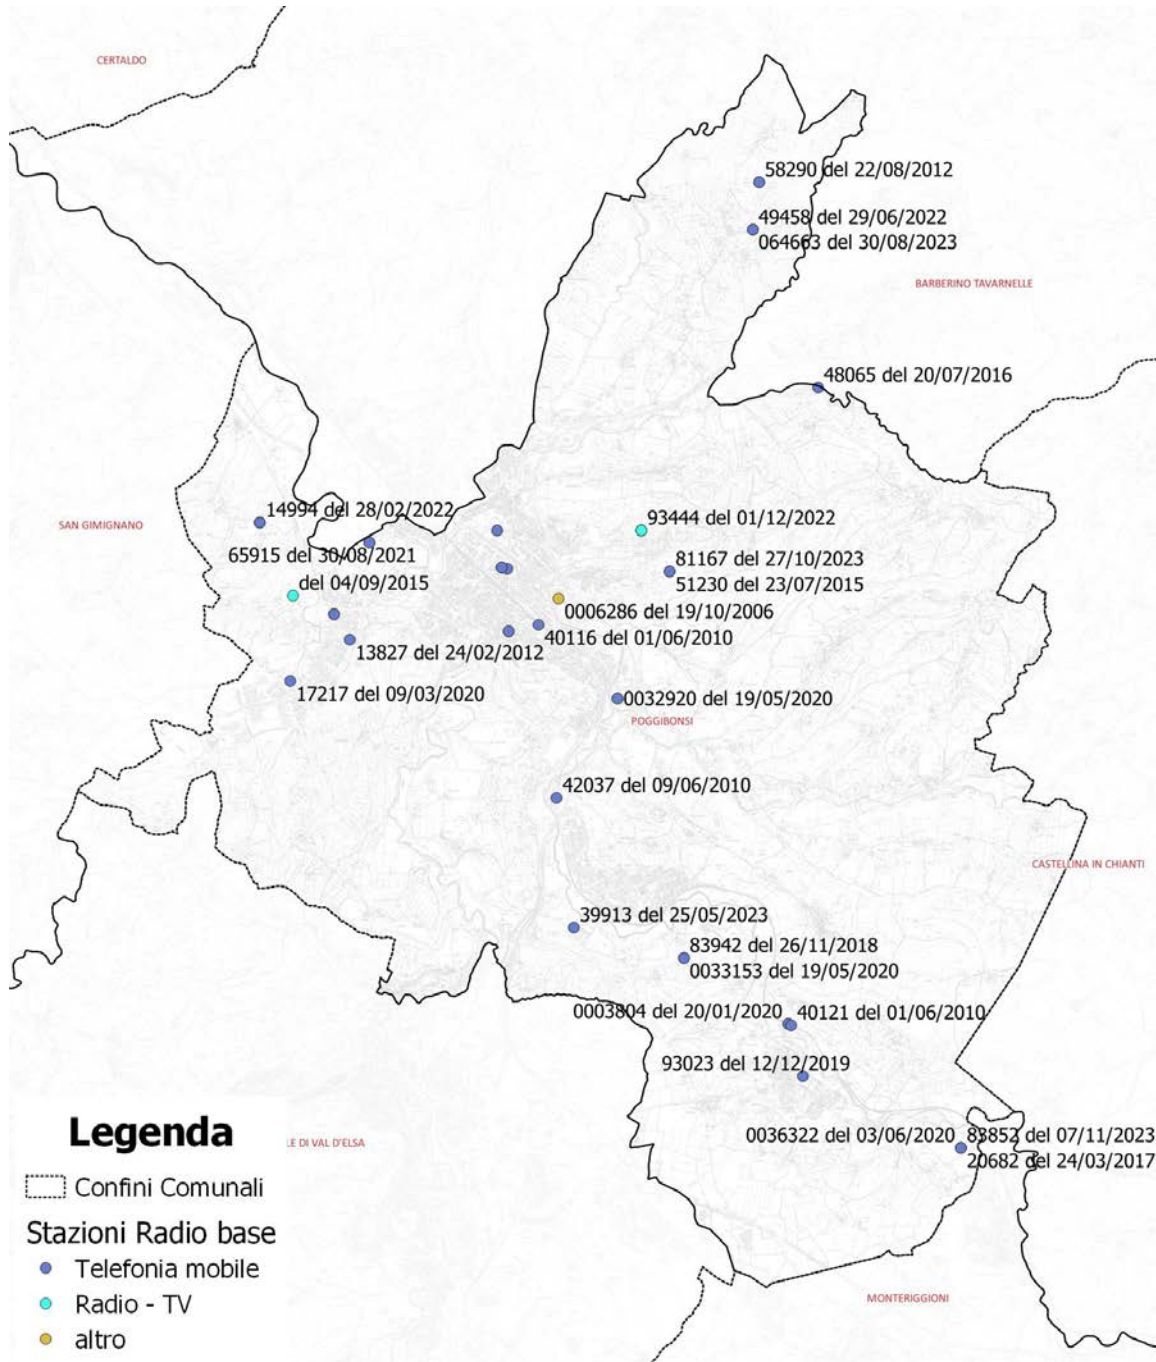 CERTALDO
58290 del 22/08/2012
49458 del 29/06/2022
064663 del 30/08/2023
BARBERINO TAVARNELLE
48065 del 20/07/2016
14994 del 28/02/2022
93444 del 01/12/2022
SAN GIMIGNANO
65915 del 30/08/2021
81167 del 27/10/2023
del 04/09/2015
51230 del 23/07/2015
0006286 del 19/10/2006
40116 del 01/06/2010
13827 del 24/02/2012
17217 del 09/03/2020
0032920 del 19/05/2020
POGGIBONSI
42037 del 09/06/2010
CASTELLINA IN CHIANTI
39913 del 25/05/2023
83942 del 26/11/2018
0033153 del 19/05/2020
0003804 del 20/01/2020
40121 del 01/06/2010
93023 del 12/12/2019
0036322 del 03/06/2020
83852 del 07/11/2023
20682 del 24/03/2017
LE DI VAL D'ELSA
MONTERIGGIONI
Legenda
Confini Comunali
Stazioni Radio base
Telefonia mobile
Radio - TV
altro